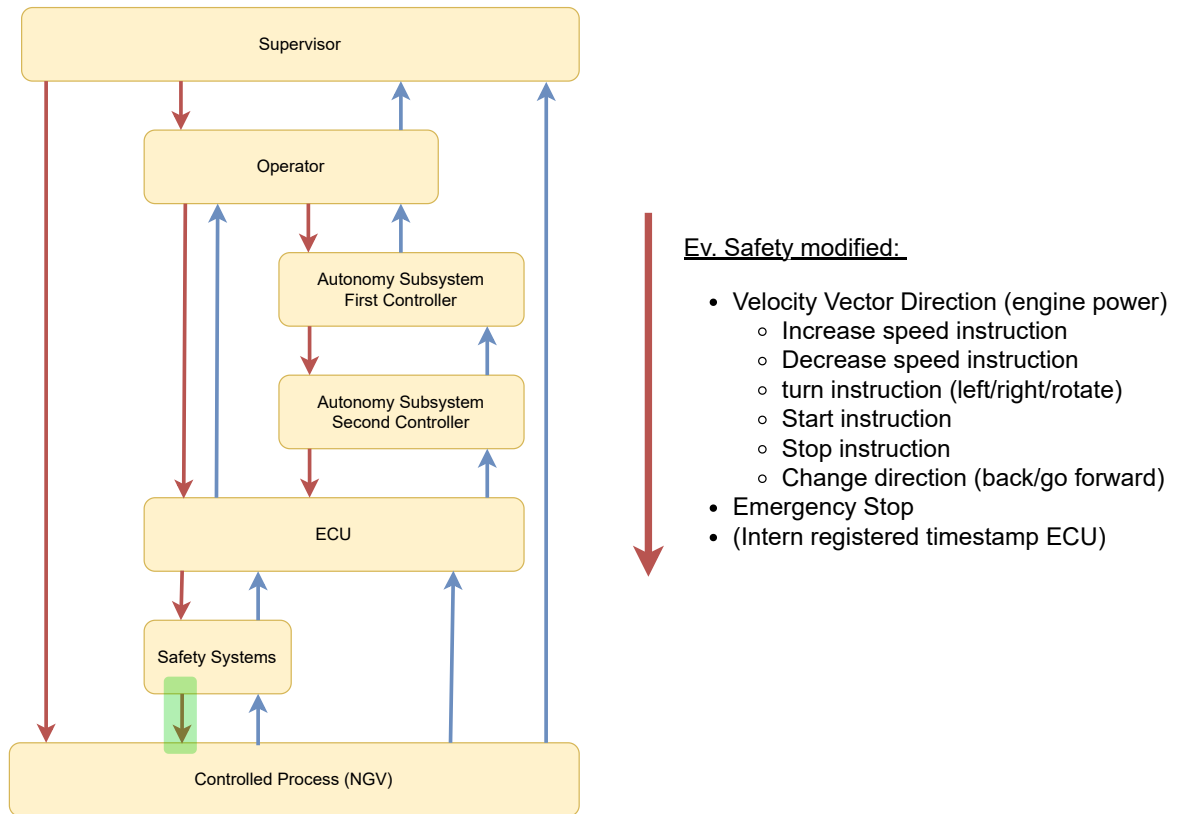 Supervisor
Operator
Autonomy Subsystem
First Controller
Autonomy Subsystem
Second Controller
ECU
Safety Systems
Controlled Process (NGV)
Ev. Safety modified:
• Velocity Vector Direction (engine power)
○ Increase speed instruction
○ Decrease speed instruction
○ turn instruction (left/right/rotate)
○ Start instruction
○ Stop instruction
○ Change direction (back/go forward)
• Emergency Stop
• (Intern registered timestamp ECU)